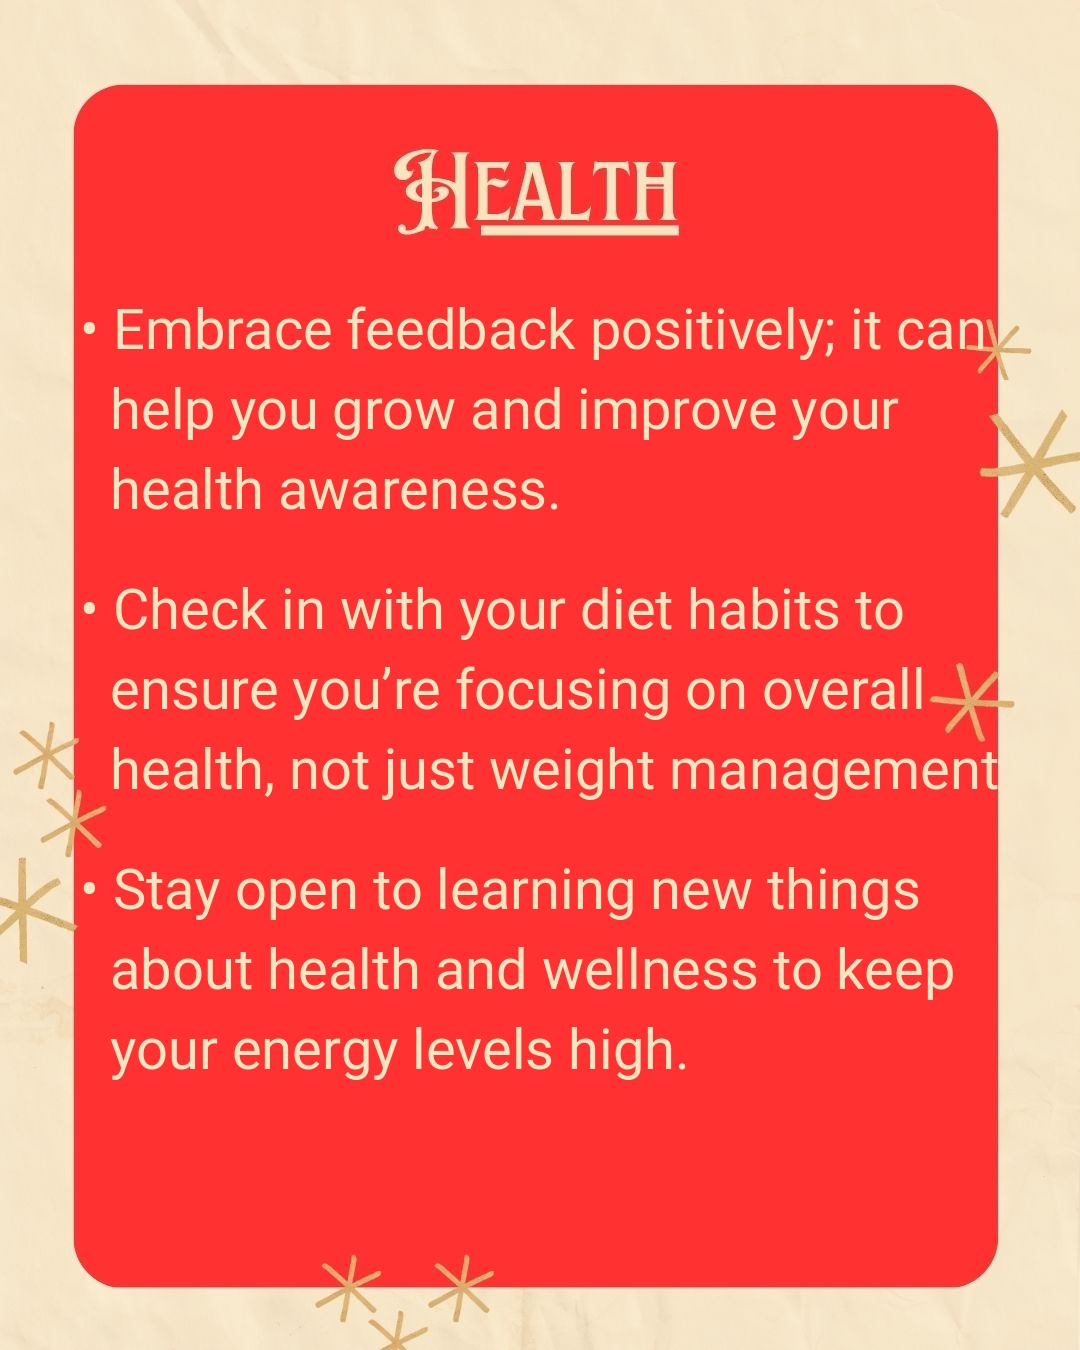 Health
• Embrace feedback positively; it can
help you grow and improve your
health awareness.
• Check in with your diet habits to
ensure you’re focusing on overall
health, not just weight management
• Stay open to learning new things
about health and wellness to keep
your energy levels high.